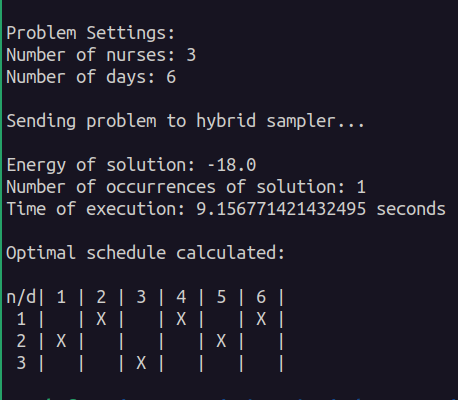 Problem Settings:
Number of nurses: 3
Number of days: 6
Sending problem to hybrid sampler...
Energy of solution: -18.0
Number of occurrences of solution: 1
Time of execution: 9.156771421432495 seconds
Optimal schedule calculated:
n/d| 1 | 2 | 3 | 4 | 5 | 6 |
 1 |   | X |   | X |   | X |
 2 | X |   |   |   | X |   |
 3 |   |   | X |   |   |   |